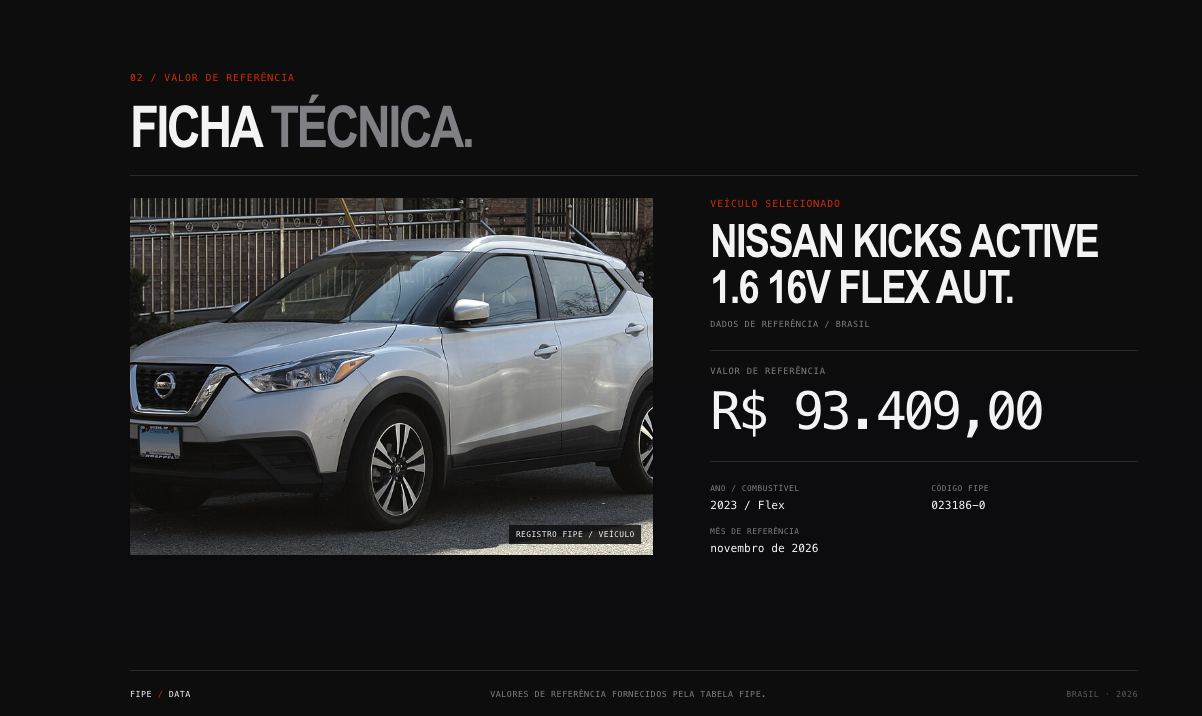 02 / VALOR DE REFERÊNCIA
FICHA TÉCNICA.
REGISTRO FIPE / VEÍCULO
VEÍCULO SELECIONADO
NISSAN KICKS ACTIVE
1.6 16V FLEX AUT.
DADOS DE REFERÊNCIA / BRASIL
VALOR DE REFERÊNCIA
R$ 93.409,00
ANO / COMBUSTÍVEL
2023 / Flex
CÓDIGO FIPE
023186-0
MÊS DE REFERÊNCIA
novembro de 2026
FIPE / DATA
VALORES DE REFERÊNCIA FORNECIDOS PELA TABELA FIPE.
BRASIL · 2026